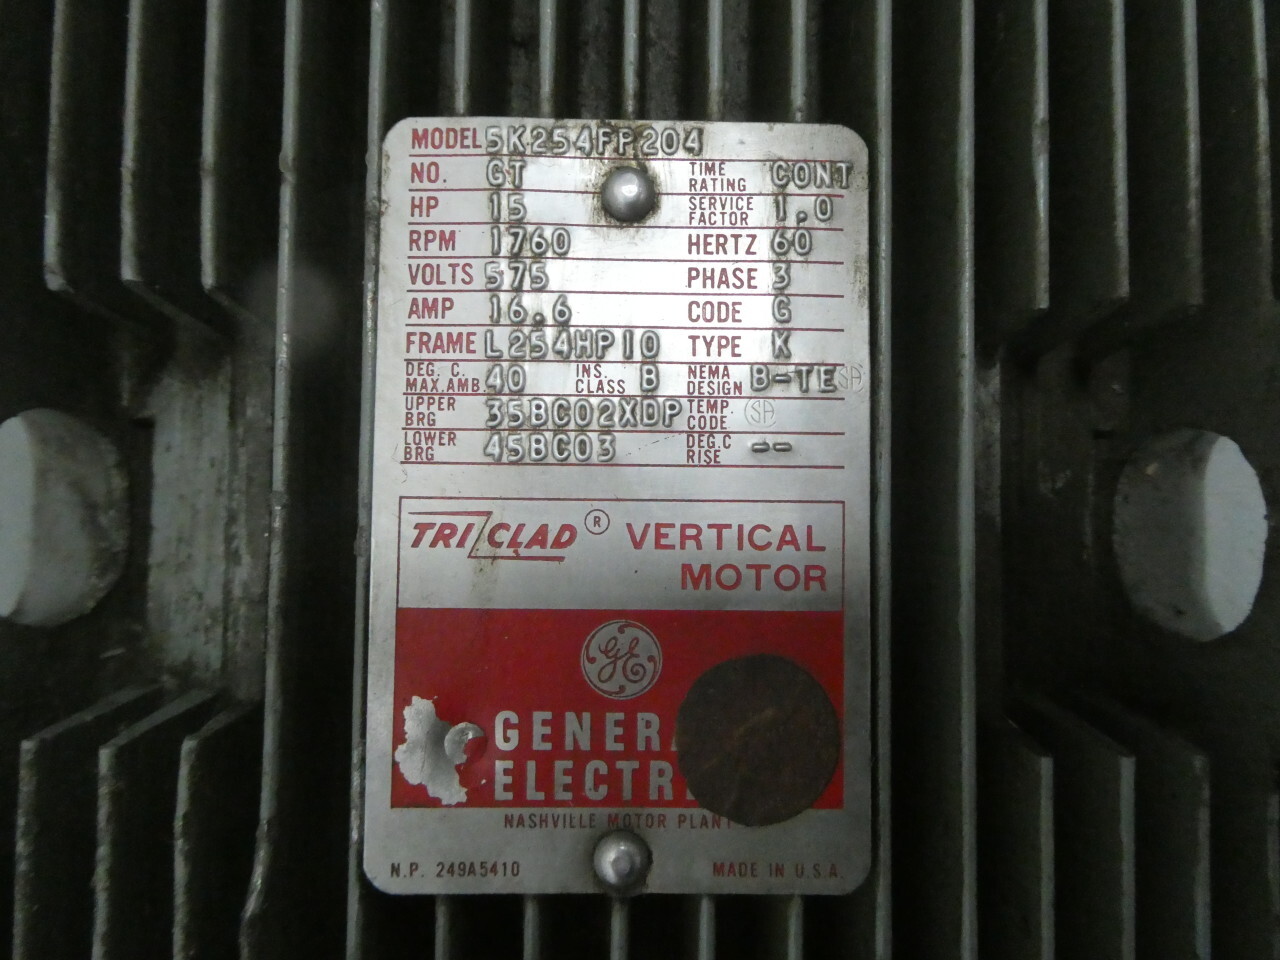 MODEL 5K254FP204
NO. GT TIME RATING CONT
HP 15 SERVICE FACTOR 1.0
RPM 1760 HERTZ 60
VOLTS 575 PHASE 3
AMP 16.6 CODE G
FRAME L254HP10 TYPE K
DEG. C. MAX. AMB. 40 INS. CLASS B NEMA DESIGN B-TE SA
UPPER BRG 35BC02XDP TEMP. CODE SA
LOWER BRG 45BC03 DEG.C RISE --
TRI/CLAD ® VERTICAL
MOTOR
GE
GENER
ELECTR
NASHVILLE MOTOR PLANT
N.P. 249A5410 MADE IN U.S.A.